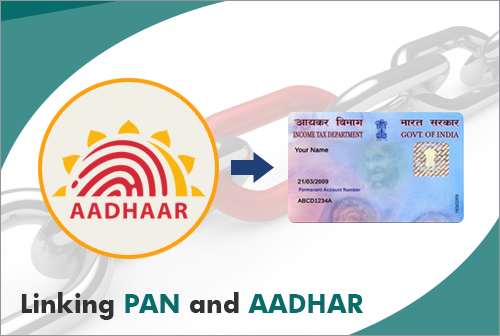 AADHAAR
आयकर विभाग
भारत सरकार
INCOME TAX DEPARTMENT
GOVT. OF INDIA
Your Name
21/03/2009
Permanent Account Number
ABCD1234A
Linking PAN and AADHAR